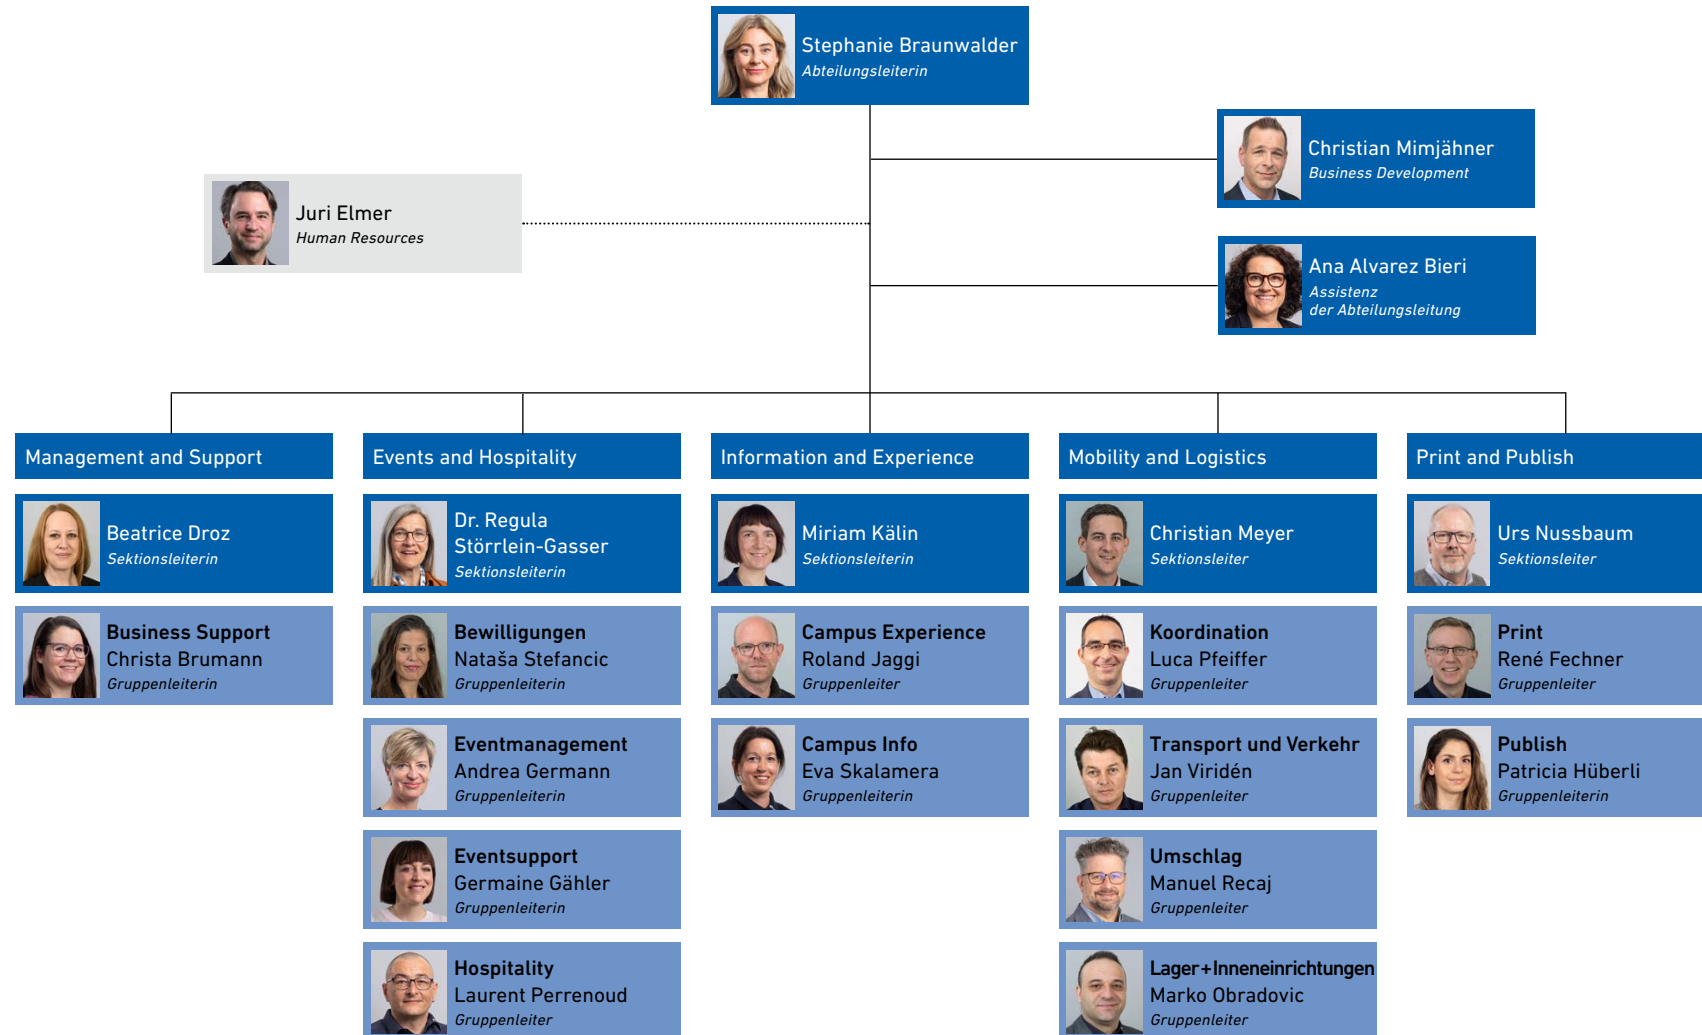 Stephanie Braunwalder
Abteilungsleiterin
Christian Mimjähner
Business Development
Juri Elmer
Human Resources
Ana Alvarez Bieri
Assistenz
der Abteilungsleitung
Management and Support
Beatrice Droz
Sektionsleiterin
Business Support
Christa Brumann
Gruppenleiterin
Events and Hospitality
Dr. Regula
Störrlein-Gasser
Sektionsleiterin
Bewilligungen
Nataša Stefancic
Gruppenleiterin
Eventmanagement
Andrea Germann
Gruppenleiterin
Eventsupport
Germaine Gähler
Gruppenleiterin
Hospitality
Laurent Perrenoud
Gruppenleiter
Information and Experience
Miriam Kälin
Sektionsleiterin
Campus Experience
Roland Jaggi
Gruppenleiter
Campus Info
Eva Skalamera
Gruppenleiterin
Mobility and Logistics
Christian Meyer
Sektionsleiter
Koordination
Luca Pfeiffer
Gruppenleiter
Transport und Verkehr
Jan Viridén
Gruppenleiter
Umschlag
Manuel Recaj
Gruppenleiter
Lager+Inneneinrichtungen
Marko Obradovic
Gruppenleiter
Print and Publish
Urs Nussbaum
Sektionsleiter
Print
René Fechner
Gruppenleiter
Publish
Patricia Hüberli
Gruppenleiterin